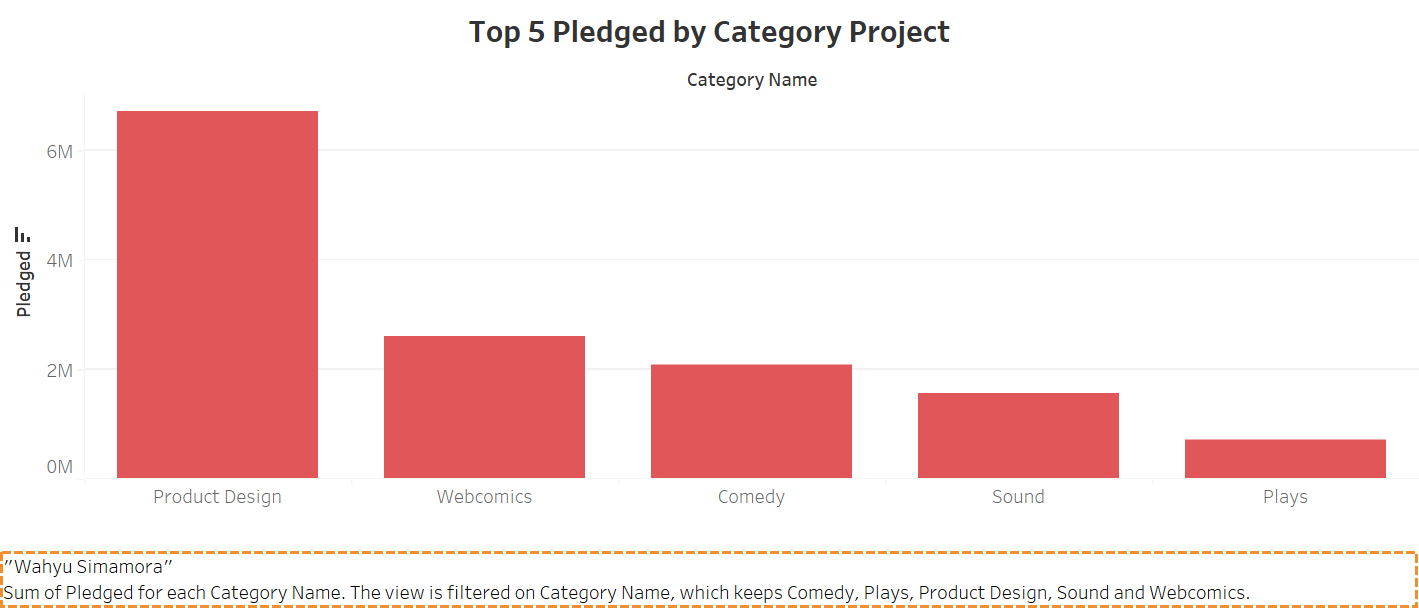 Top 5 Pledged by Category Project
Category Name
Pledged
6M
4M
2M
0M
Product Design
Webcomics
Comedy
Sound
Plays
"Wahyu Simamora"
Sum of Pledged for each Category Name. The view is filtered on Category Name, which keeps Comedy, Plays, Product Design, Sound and Webcomics.